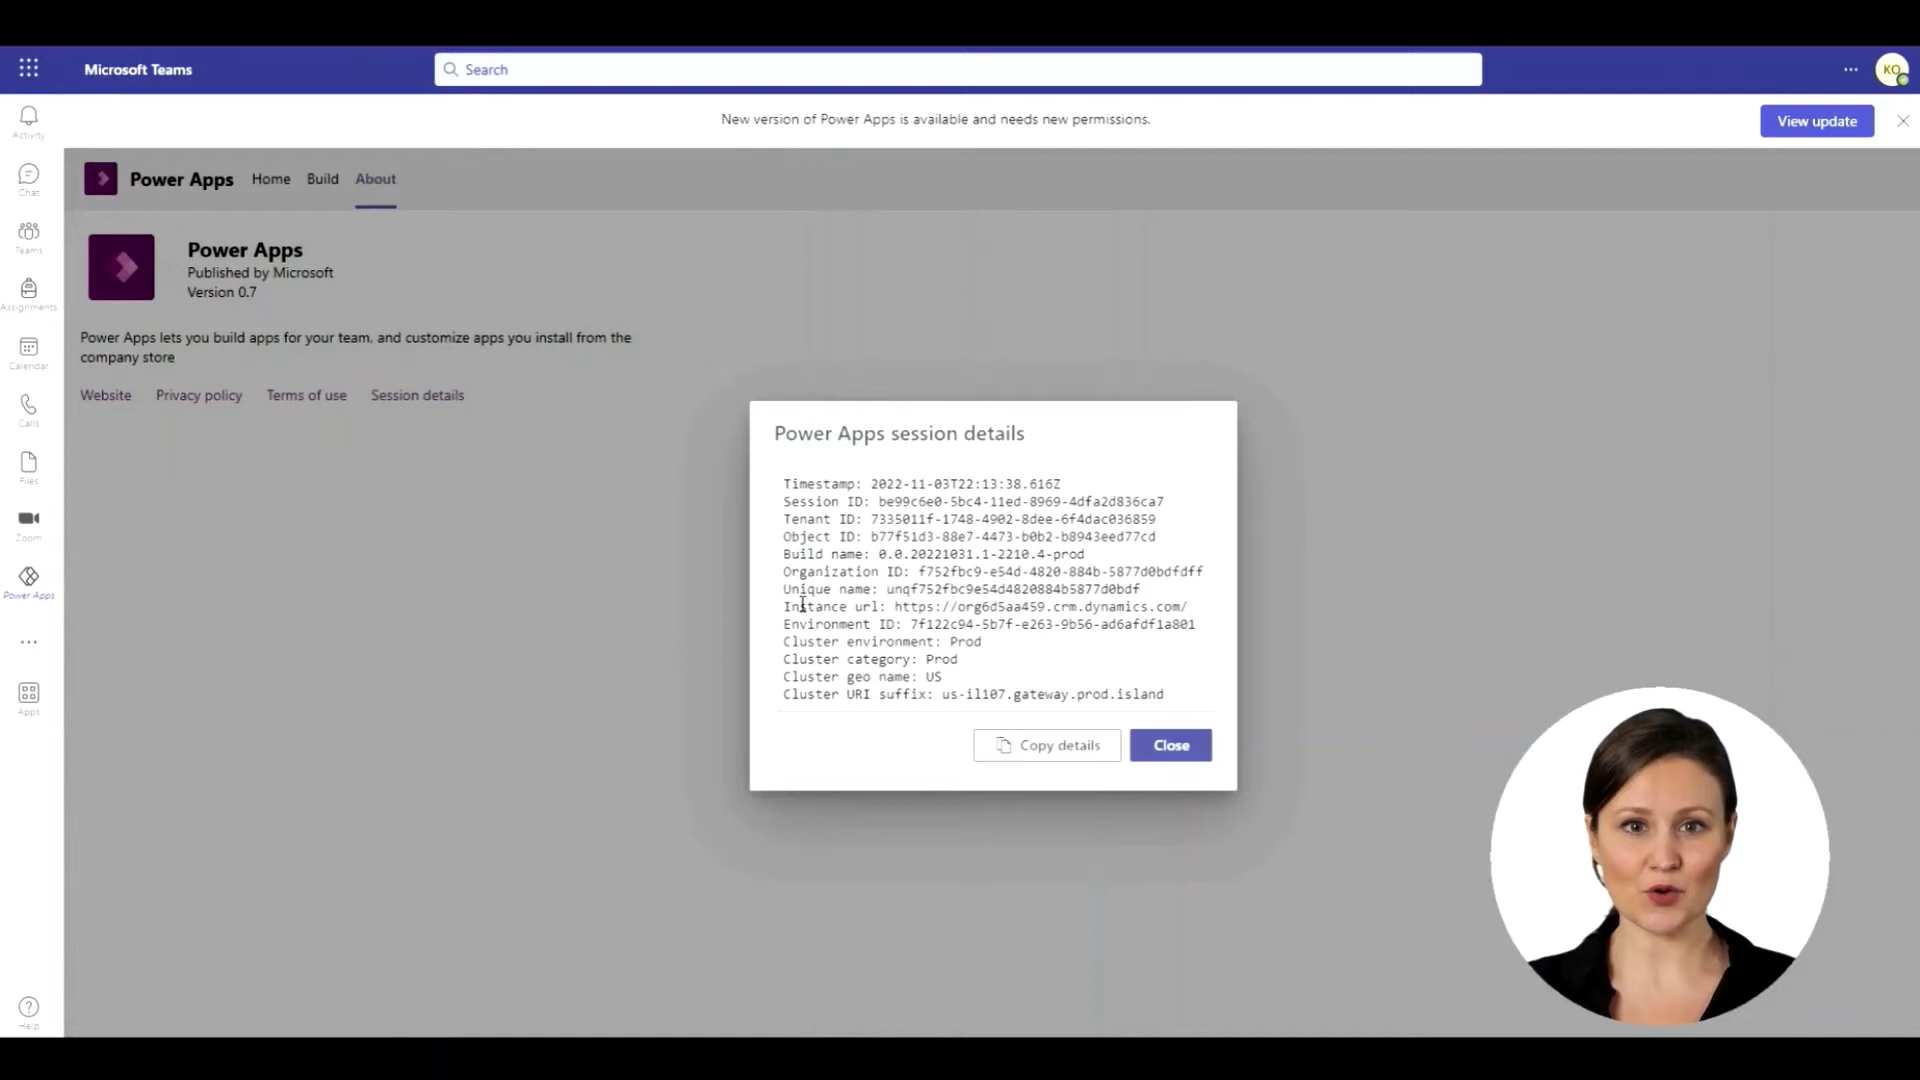 Microsoft Teams
Search
KO
New version of Power Apps is available and needs new permissions.
View update
Activity
Chat
Teams
Assignments
Calendar
Calls
Files
Zoom
Power Apps
Apps
Help
Power Apps Home Build About
Power Apps
Published by Microsoft
Version 0.7
Power Apps lets you build apps for your team, and customize apps you install from the
company store
Website Privacy policy Terms of use Session details
Power Apps session details
Timestamp: 2022-11-03T22:13:38.616Z
Session ID: be99c6e0-5bc4-11ed-8969-4dfa2d836ca7
Tenant ID: 7335011f-1748-4902-8dee-6f4dac036859
Object ID: b77f51d3-88e7-4473-b0b2-b8943eed77cd
Build name: 0.0.20221031.1-2210.4-prod
Organization ID: f752fbc9-e54d-4820-884b-5877d0bdfdff
Unique name: unqf752fbc9e54d4820884b5877d0bdf
Instance url: https://org6d5aa459.crm.dynamics.com/
Environment ID: 7f122c94-5b7f-e263-9b56-ad6afdf1a801
Cluster environment: Prod
Cluster category: Prod
Cluster geo name: US
Cluster URI suffix: us-il107.gateway.prod.island
Copy details
Close